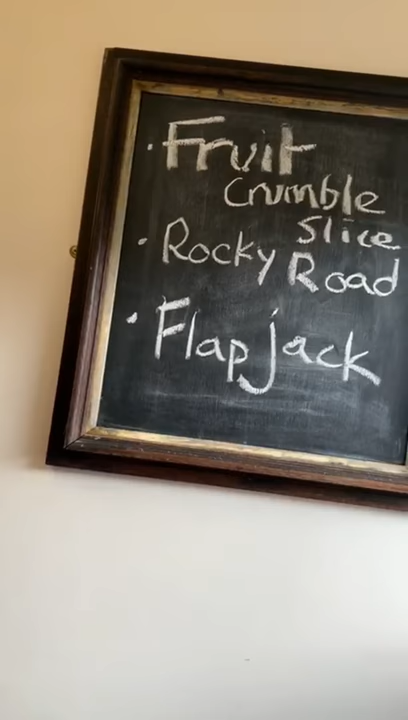 · Fruit
Crumble
Slice
· Rocky Road
· Flapjack